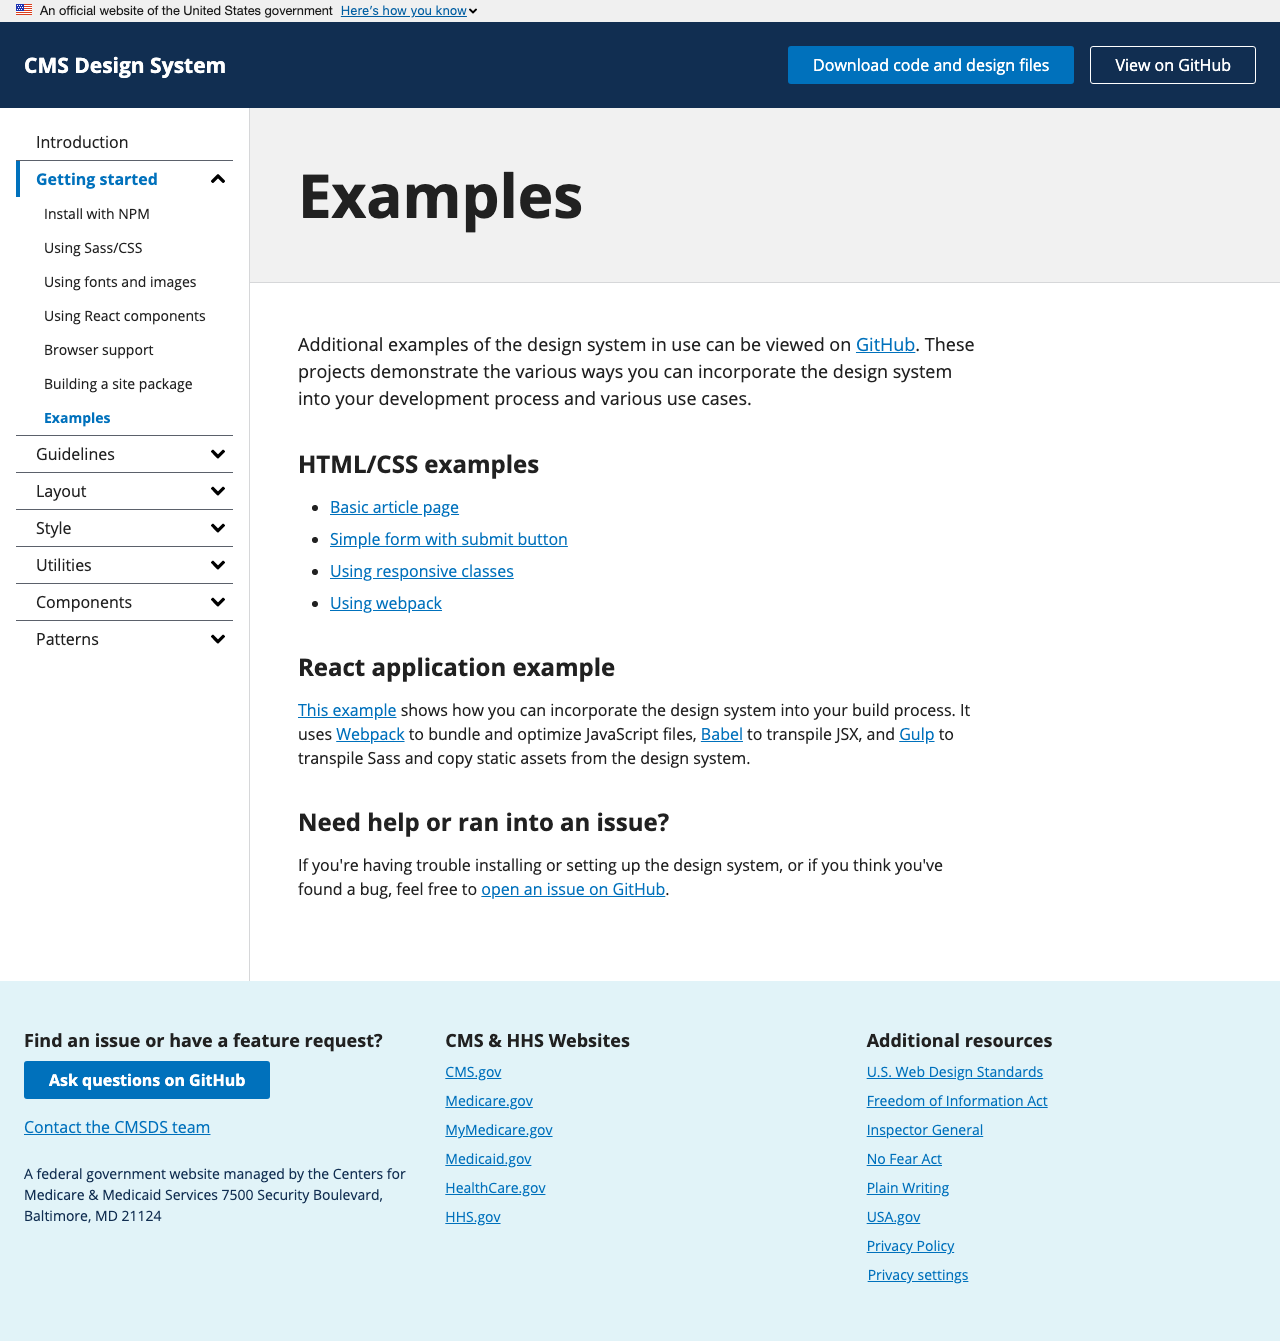 An official website of the United States government Here's how you know
CMS Design System
Download code and design files
View on GitHub
Introduction
Getting started
Install with NPM
Using Sass/CSS
Using fonts and images
Using React components
Browser support
Building a site package
Examples
Guidelines
Layout
Style
Utilities
Components
Patterns
Examples
Additional examples of the design system in use can be viewed on GitHub. These
projects demonstrate the various ways you can incorporate the design system
into your development process and various use cases.
HTML/CSS examples
Basic article page
Simple form with submit button
Using responsive classes
Using webpack
React application example
This example shows how you can incorporate the design system into your build process. It
uses Webpack to bundle and optimize JavaScript files, Babel to transpile JSX, and Gulp to
transpile Sass and copy static assets from the design system.
Need help or ran into an issue?
If you're having trouble installing or setting up the design system, or if you think you've
found a bug, feel free to open an issue on GitHub.
Find an issue or have a feature request?
Ask questions on GitHub
Contact the CMSDS team
A federal government website managed by the Centers for
Medicare & Medicaid Services 7500 Security Boulevard,
Baltimore, MD 21124
CMS & HHS Websites
CMS.gov
Medicare.gov
MyMedicare.gov
Medicaid.gov
HealthCare.gov
HHS.gov
Additional resources
U.S. Web Design Standards
Freedom of Information Act
Inspector General
No Fear Act
Plain Writing
USA.gov
Privacy Policy
Privacy settings